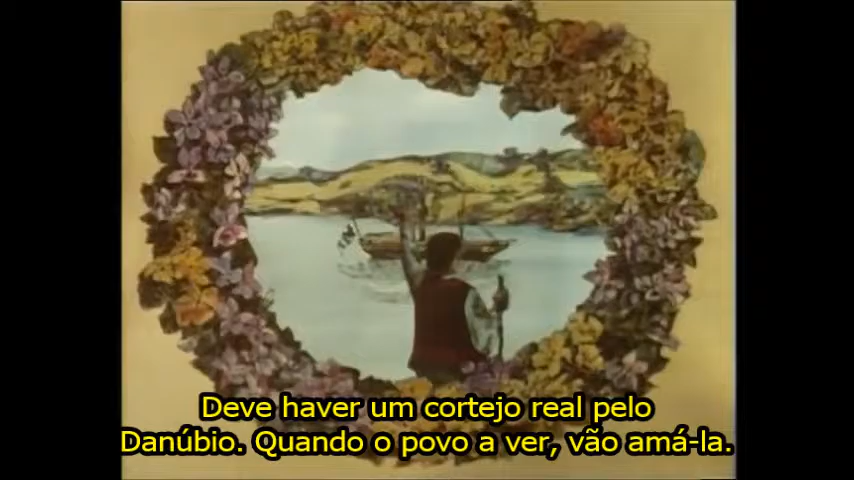 Deve haver um cortejo real pelo
Danúbio. Quando o povo a ver, vão amá-la.